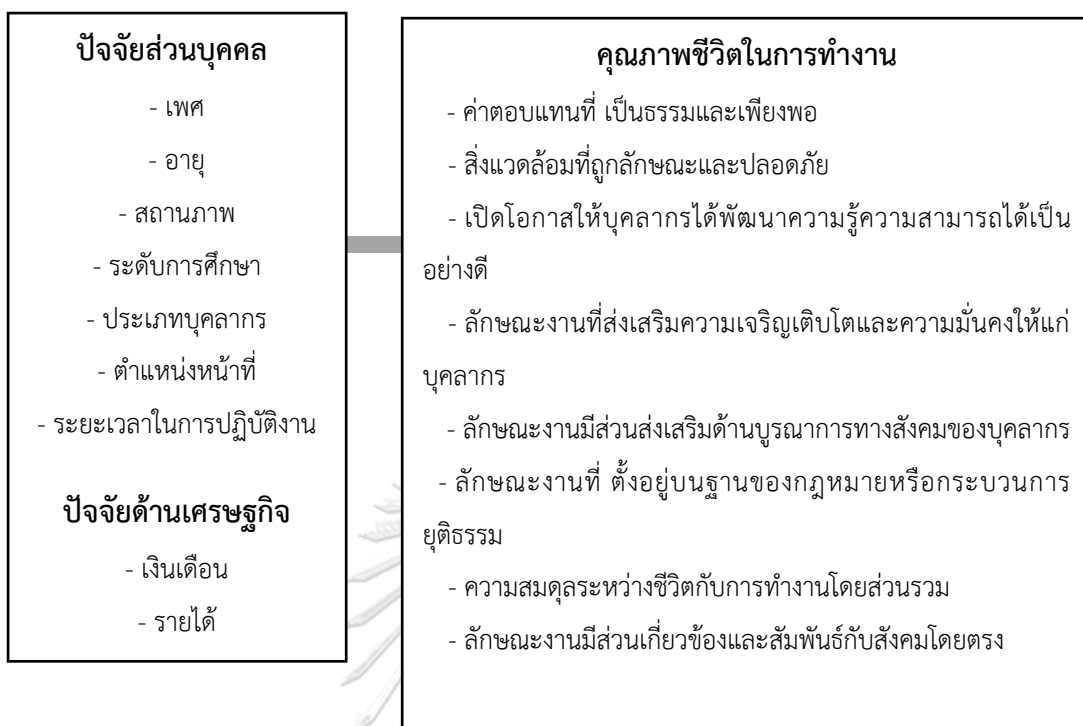 ปัจจัยส่วนบุคคล
- เพศ
- อายุ
- สถานภาพ
- ระดับการศึกษา
- ประเภทบุคลากร
- ตำแหน่งหน้าที่
- ระยะเวลาในการปฏิบัติงาน
ปัจจัยด้านเศรษฐกิจ
- เงินเดือน
- รายได้
คุณภาพชีวิตในการทำงาน
- ค่าตอบแทนที่ เป็นธรรมและเพียงพอ
- สิ่งแวดล้อมที่ถูกลักษณะและปลอดภัย
- เปิดโอกาสให้บุคลากรได้พัฒนาความรู้ความสามารถได้เป็น
อย่างดี
- ลักษณะงานที่ส่งเสริมความเจริญเติบโตและความมั่นคงให้แก่
บุคลากร
- ลักษณะงานมีส่วนส่งเสริมด้านบูรณาการทางสังคมของบุคลากร
- ลักษณะงานที่ ตั้งอยู่บนฐานของกฎหมายหรือกระบวนการ
ยุติธรรม
- ความสมดุลระหว่างชีวิตกับการทำงานโดยส่วนรวม
- ลักษณะงานมีส่วนเกี่ยวข้องและสัมพันธ์กับสังคมโดยตรง